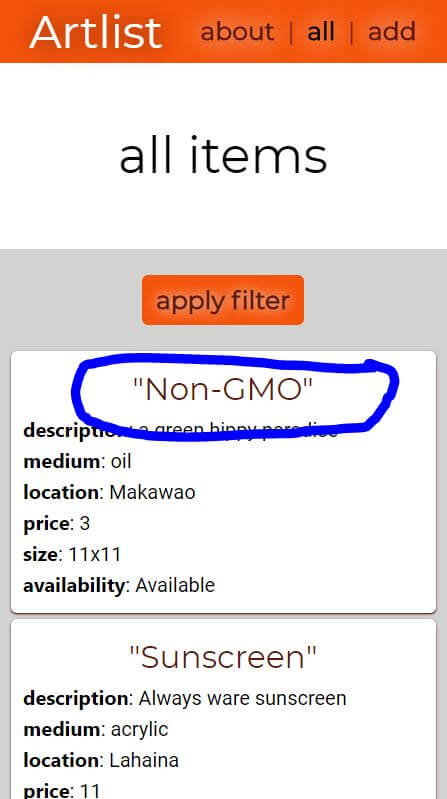 Artlist about | all | add
all items
apply filter
"Non-GMO"
description: a green hippy paradise
medium: oil
location: Makawao
price: 3
size: 11x11
availability: Available
"Sunscreen"
description: Always ware sunscreen
medium: acrylic
location: Lahaina
price: 11